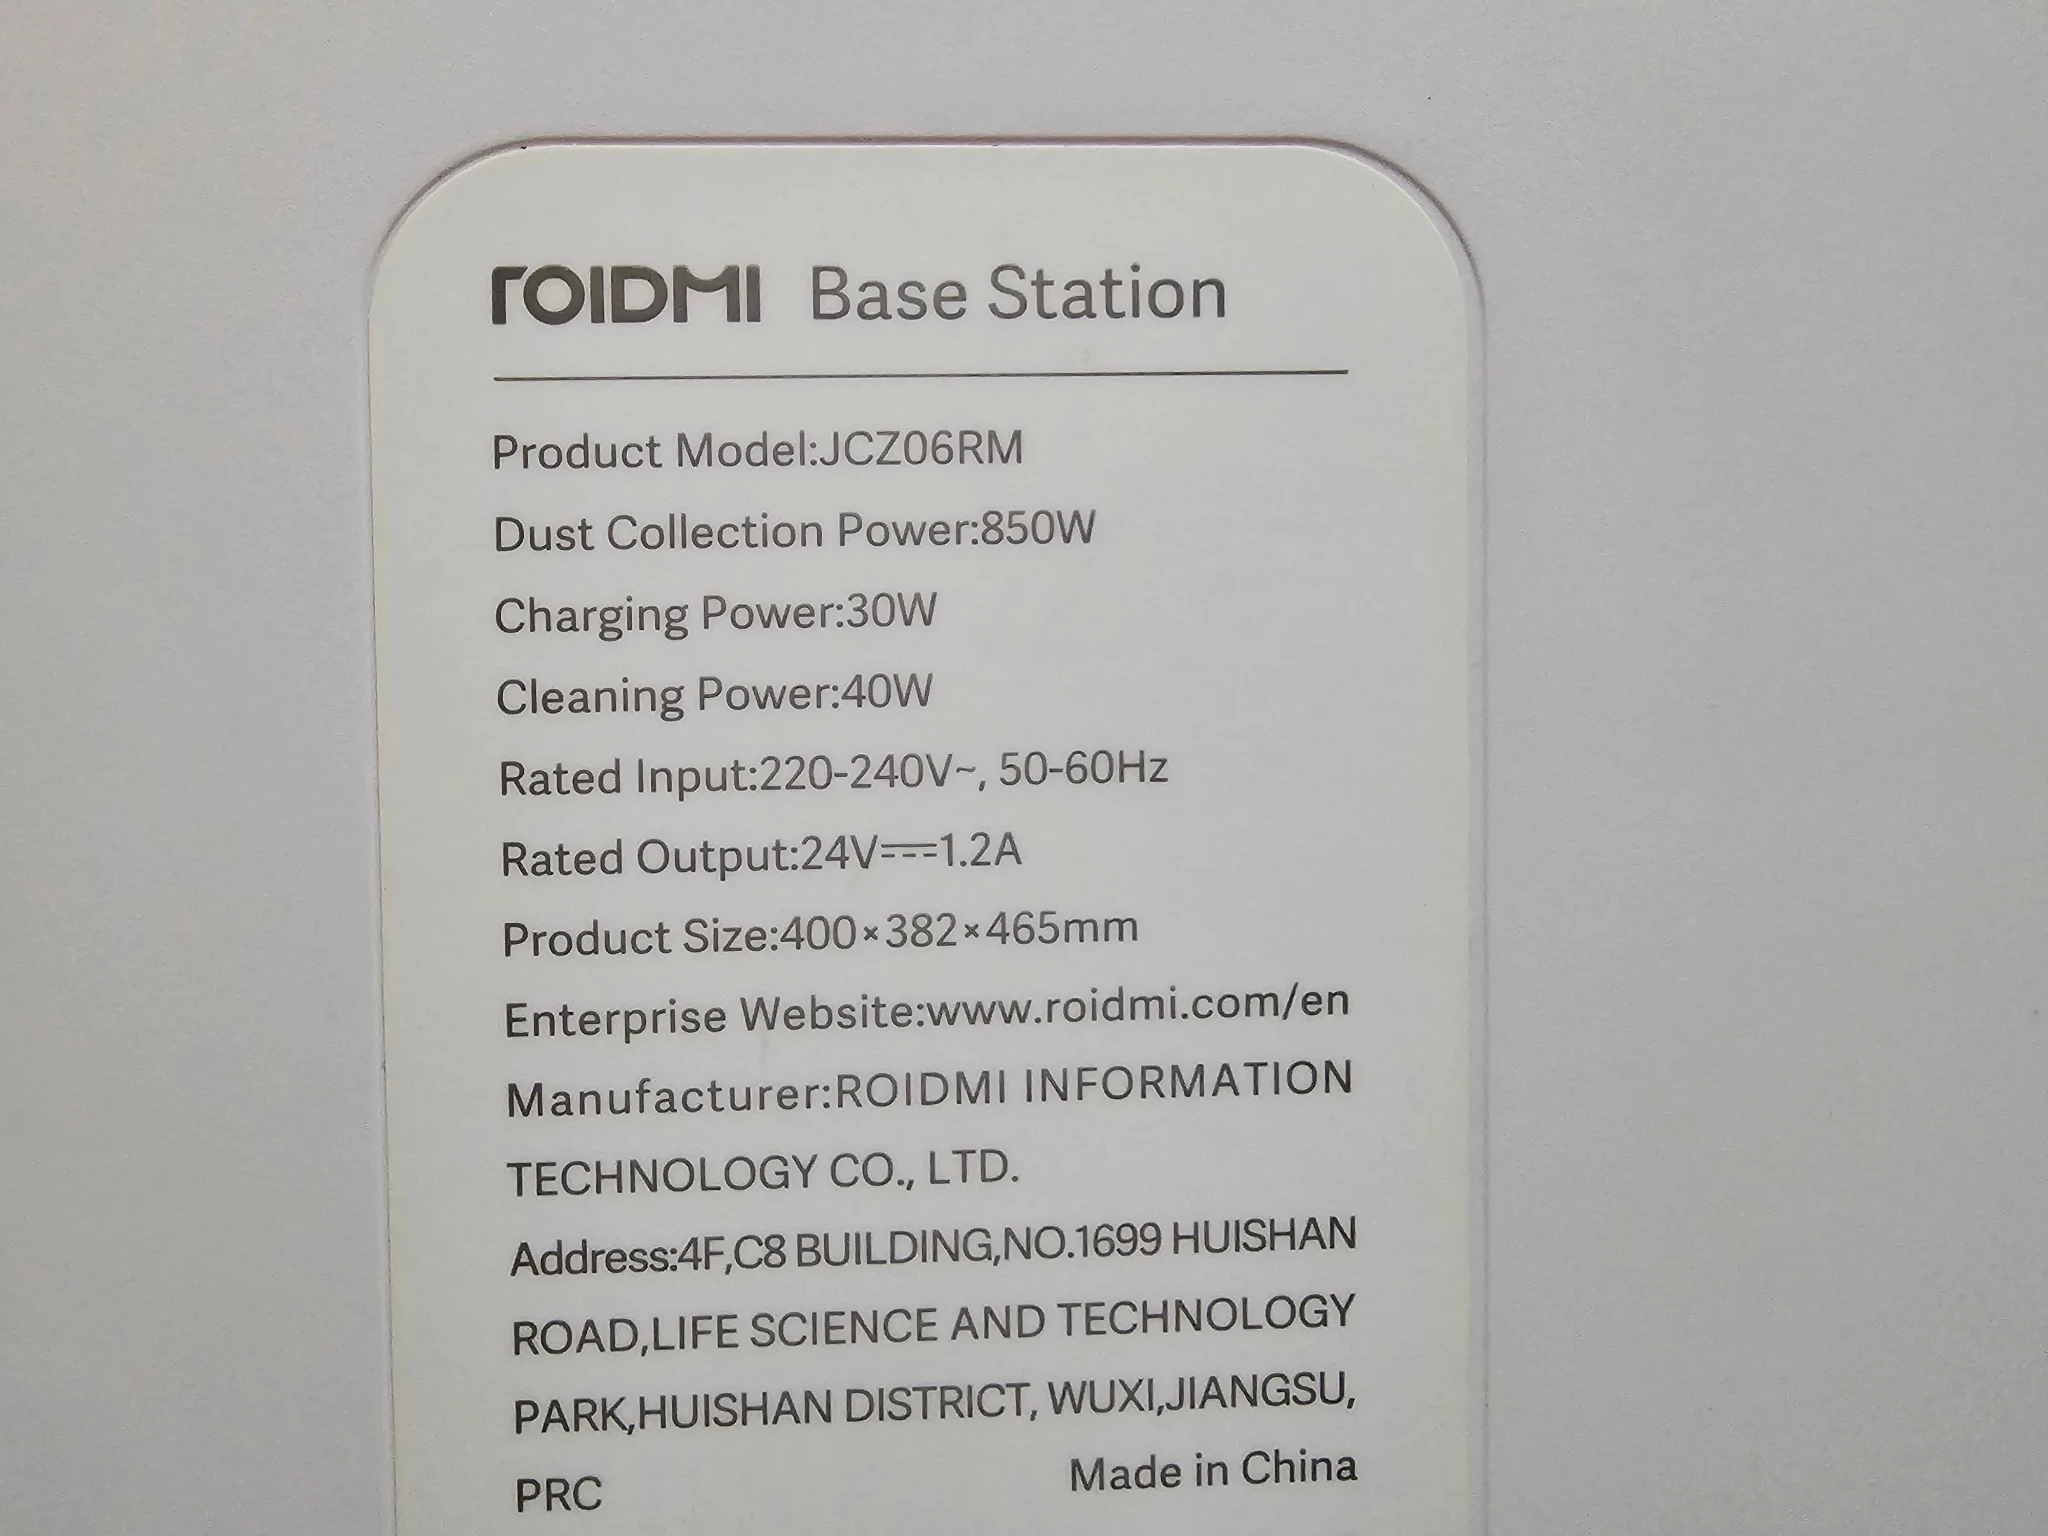 ROIDMI Base Station
Product Model:JCZ06RM
Dust Collection Power:850W
Charging Power:30W
Cleaning Power:40W
Rated Input:220-240V~, 50-60Hz
Rated Output:24V⎓1.2A
Product Size:400×382×465mm
Enterprise Website:www.roidmi.com/en
Manufacturer:ROIDMI INFORMATION
TECHNOLOGY CO., LTD.
Address:4F,C8 BUILDING,NO.1699 HUISHAN
ROAD,LIFE SCIENCE AND TECHNOLOGY
PARK,HUISHAN DISTRICT, WUXI,JIANGSU,
PRC Made in China